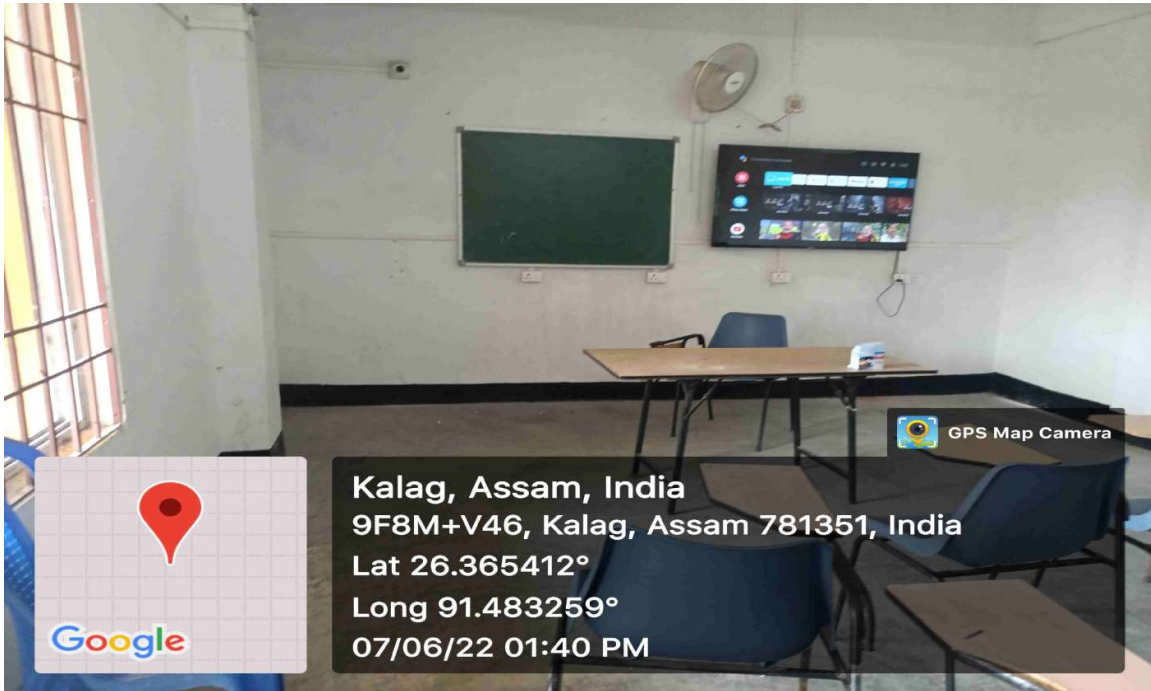 GPS Map Camera
Kalag, Assam, India
9F8M+V46, Kalag, Assam 781351, India
Lat 26.365412°
Long 91.483259°
07/06/22 01:40 PM
Google